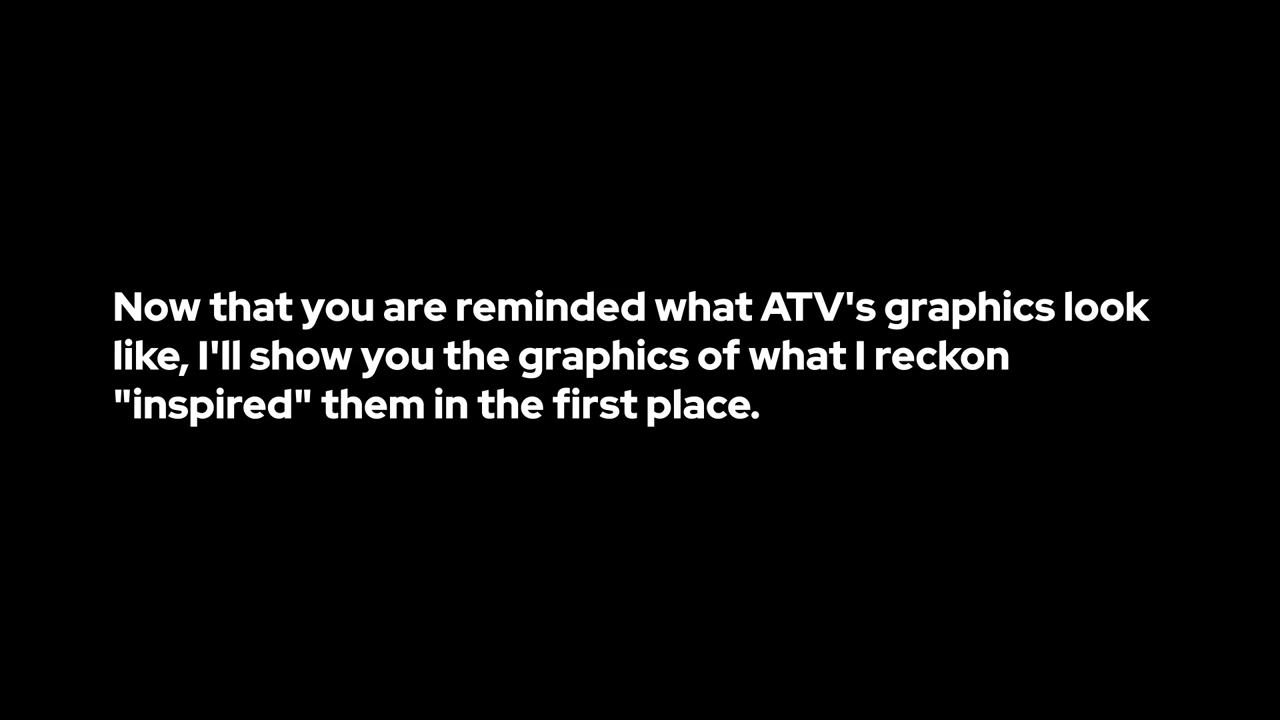 Now that you are reminded what ATV's graphics look
like, I'll show you the graphics of what I reckon
"inspired" them in the first place.